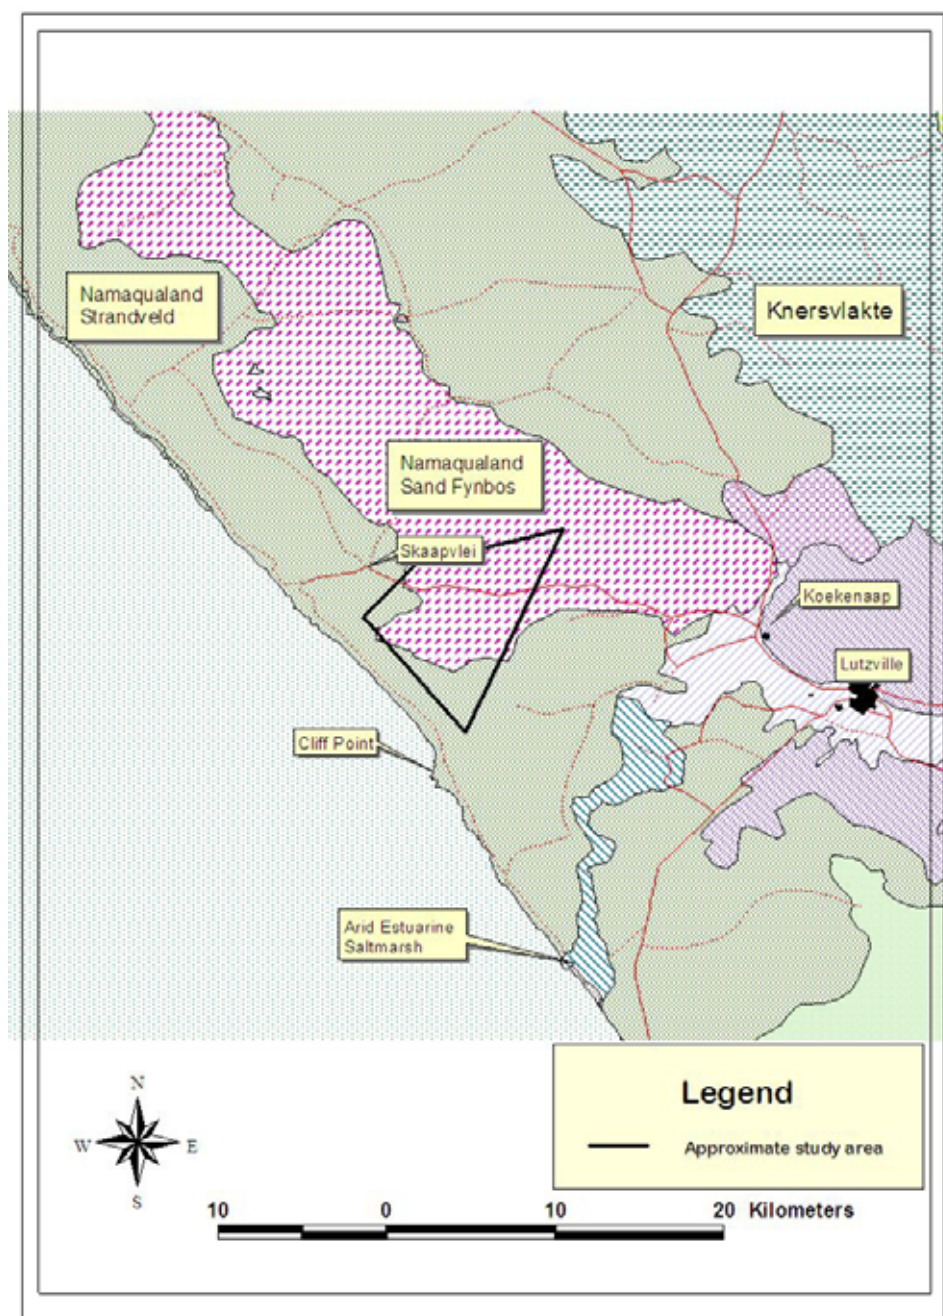 Namaqualand
Strandveld
Knersvlakte
Namaqualand
Sand Fynbos
Skaapvlei
Koekenaap
Lutzville
Cliff Point
Arid Estuarine
Saltmarsh
Legend
Approximate study area
N
W E
S
10 0 10 20 Kilometers